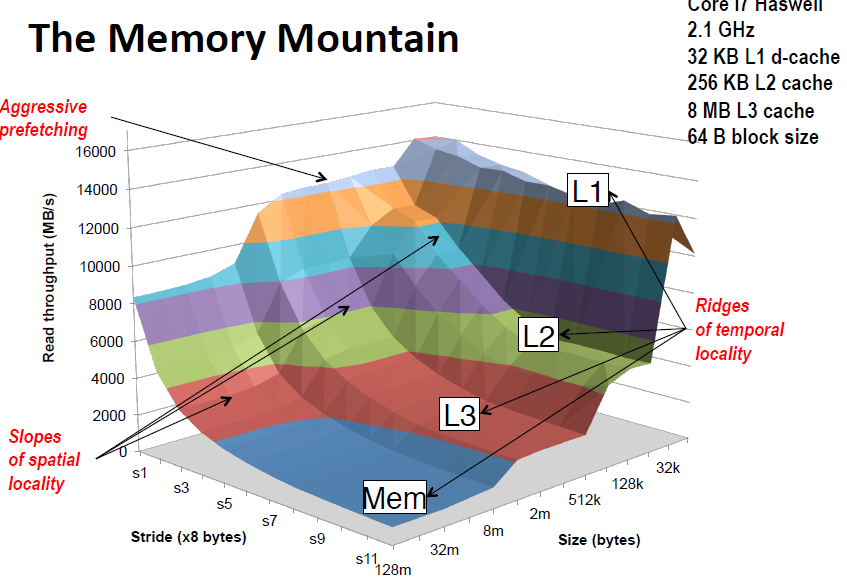 The Memory Mountain
Core i7 Haswell
2.1 GHz
32 KB L1 d-cache
256 KB L2 cache
8 MB L3 cache
64 B block size
Aggressive
prefetching
16000
14000
12000
10000
8000
6000
4000
2000
0
Read throughput (MB/s)
L1
L2
L3
Mem
Ridges
of temporal
locality
Slopes
of spatial
locality
s1
s3
s5
s7
s9
s11
Stride (x8 bytes)
128m
32m
8m
2m
512k
128k
32k
Size (bytes)